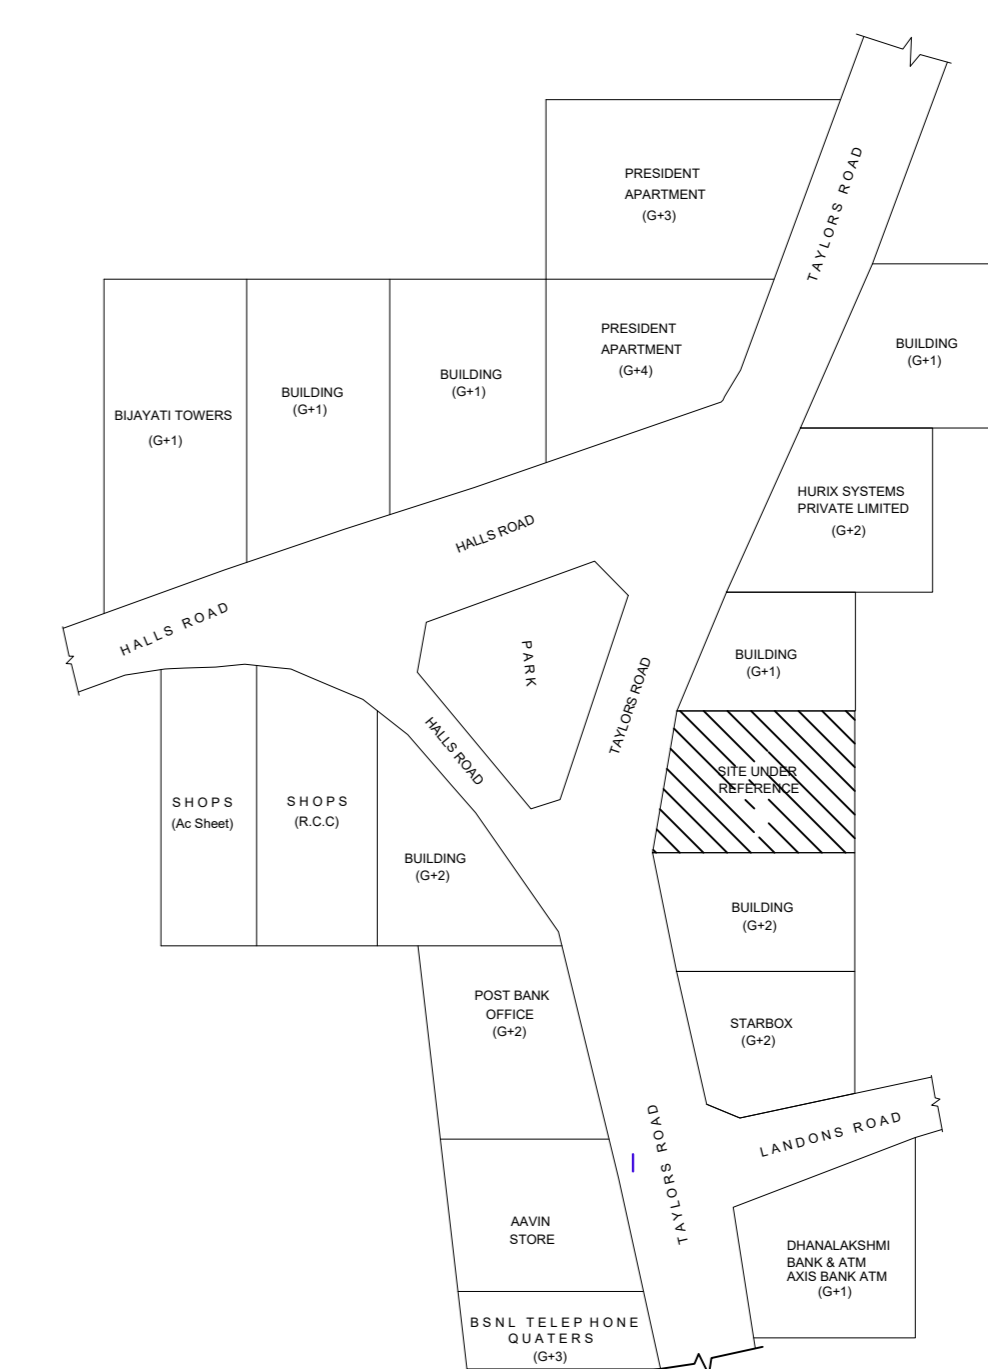 PRESIDENT
APARTMENT
(G+3)
TAYLORS ROAD
PRESIDENT
APARTMENT
(G+4)
BUILDING
(G+1)
BUILDING
(G+1)
BUILDING
(G+1)
BIJAYATI TOWERS
(G+1)
HURIX SYSTEMS
PRIVATE LIMITED
(G+2)
HALLS ROAD
HALLS ROAD
PARK
BUILDING
(G+1)
TAYLORS ROAD
HALLS ROAD
SITE UNDER
REFERENCE
SHOPS
(Ac Sheet)
SHOPS
(R.C.C)
BUILDING
(G+2)
BUILDING
(G+2)
POST BANK
OFFICE
(G+2)
STARBOX
(G+2)
LANDONS ROAD
TAYLORS ROAD
AAVIN
STORE
DHANALAKSHMI
BANK & ATM
AXIS BANK ATM
(G+1)
BSNL TELEPHONE
QUATERS
(G+3)